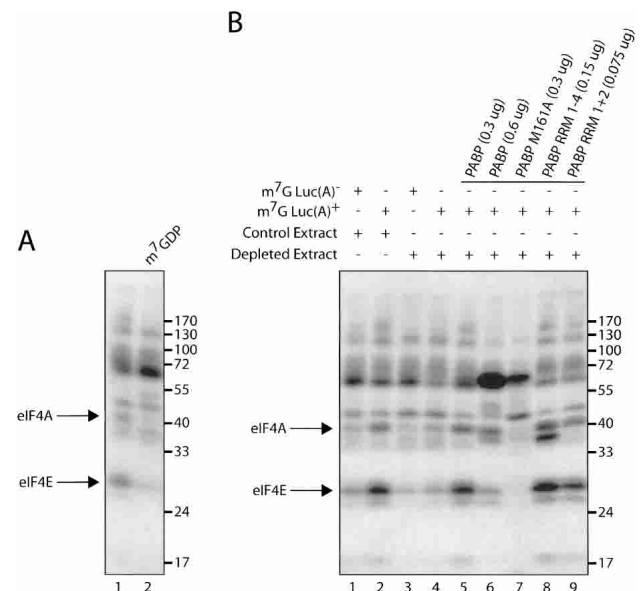 A
m7GDP
170
130
100
72
55
eIF4A
40
33
eIF4E
24
17
1 2
B
PABP (0.3 ug)
PABP (0.6 ug)
PABP M161A (0.3 ug)
PABP RRM 1-4 (0.15 ug)
PABP RRM 1+2 (0.075 ug)
m7G Luc(A)- + - + - - - - - -
m7G Luc(A)+ - + - + + + + + +
Control Extract + + - - - - - - -
Depleted Extract - - + + + + + + +
170
130
100
72
55
eIF4A
40
33
eIF4E
24
17
1 2 3 4 5 6 7 8 9